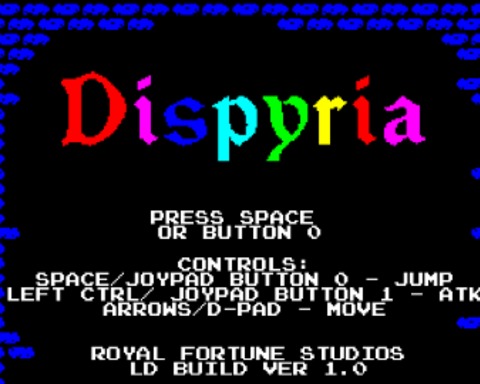 Dispyria
PRESS SPACE
OR BUTTON 0
CONTROLS:
SPACE/JOYPAD BUTTON 0 - JUMP
LEFT CTRL/ JOYPAD BUTTON 1 - ATK
ARROWS/D-PAD - MOVE
ROYAL FORTUNE STUDIOS
LD BUILD VER 1.0